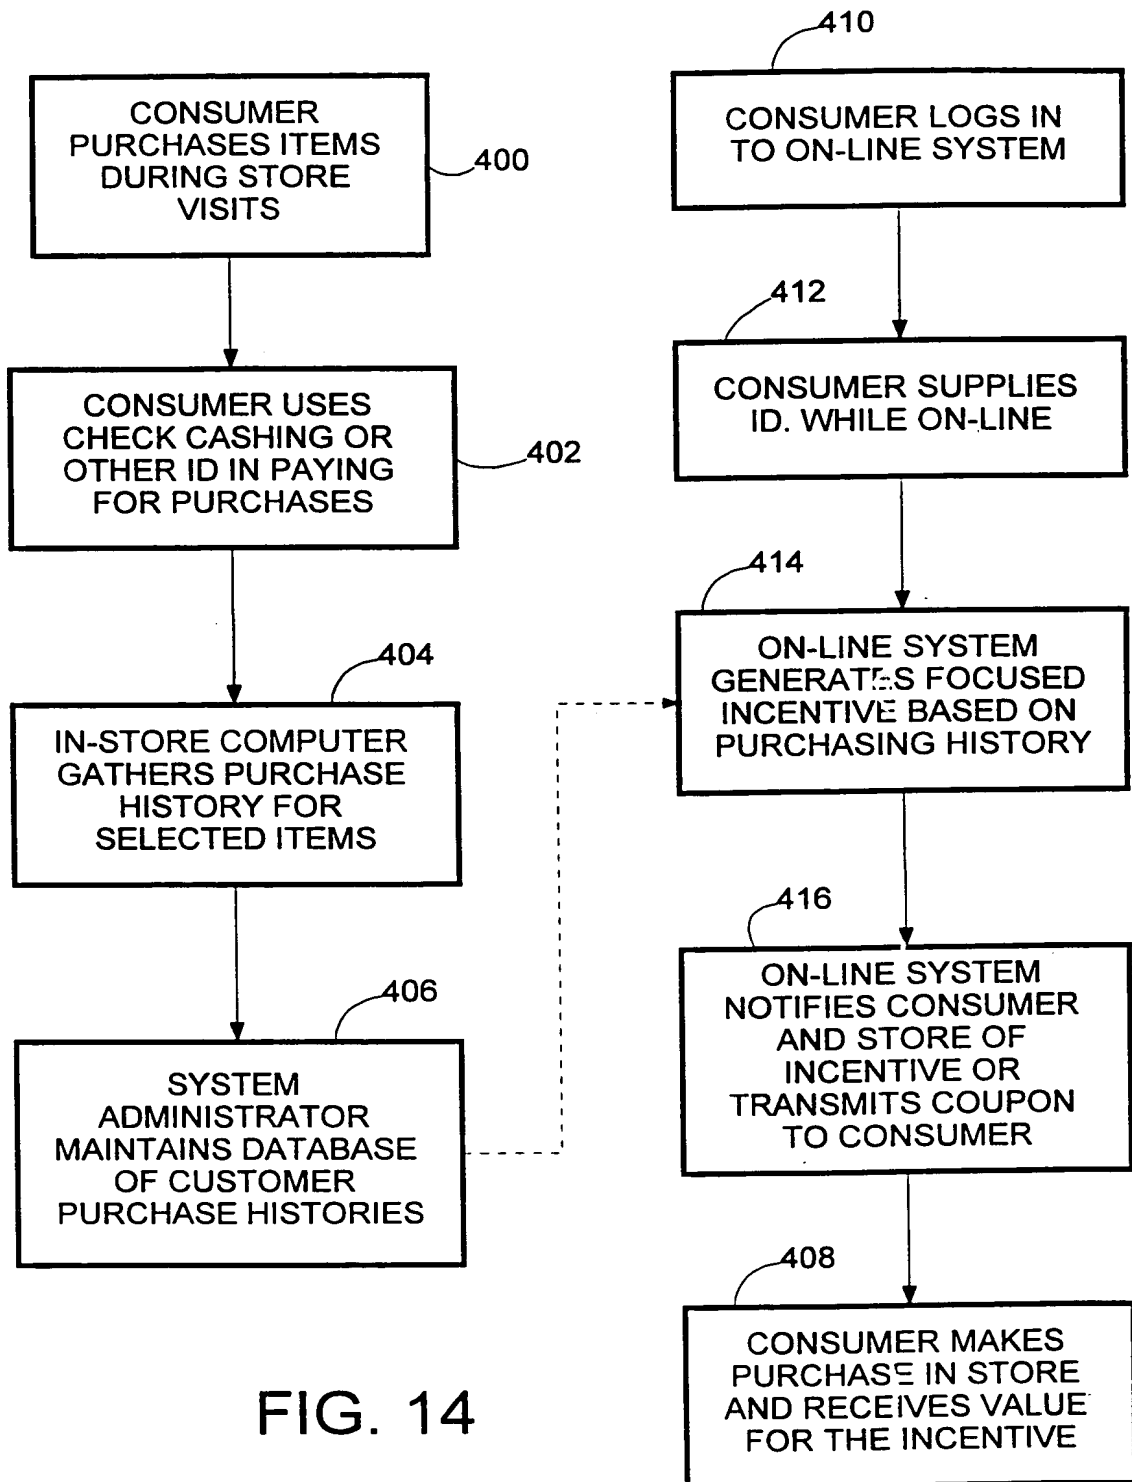 400
CONSUMER
PURCHASES ITEMS
DURING STORE
VISITS
402
CONSUMER USES
CHECK CASHING OR
OTHER ID IN PAYING
FOR PURCHASES
404
IN-STORE COMPUTER
GATHERS PURCHASE
HISTORY FOR
SELECTED ITEMS
406
SYSTEM
ADMINISTRATOR
MAINTAINS DATABASE
OF CUSTOMER
PURCHASE HISTORIES
410
CONSUMER LOGS IN
TO ON-LINE SYSTEM
412
CONSUMER SUPPLIES
ID. WHILE ON-LINE
414
ON-LINE SYSTEM
GENERATES FOCUSED
INCENTIVE BASED ON
PURCHASING HISTORY
416
ON-LINE SYSTEM
NOTIFIES CONSUMER
AND STORE OF
INCENTIVE OR
TRANSMITS COUPON
TO CONSUMER
408
CONSUMER MAKES
PURCHASE IN STORE
AND RECEIVES VALUE
FOR THE INCENTIVE
FIG. 14